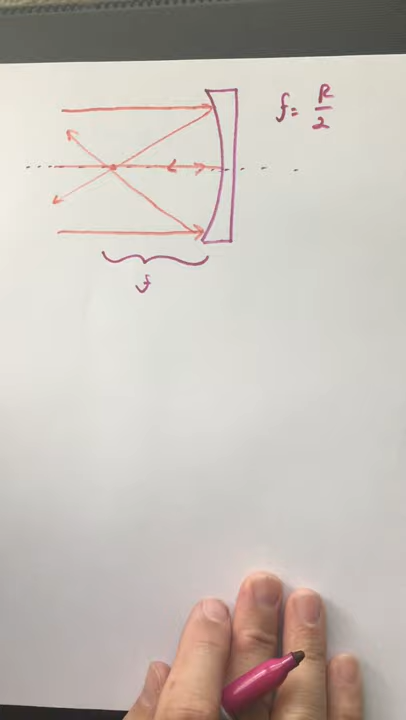 f = R/2
f